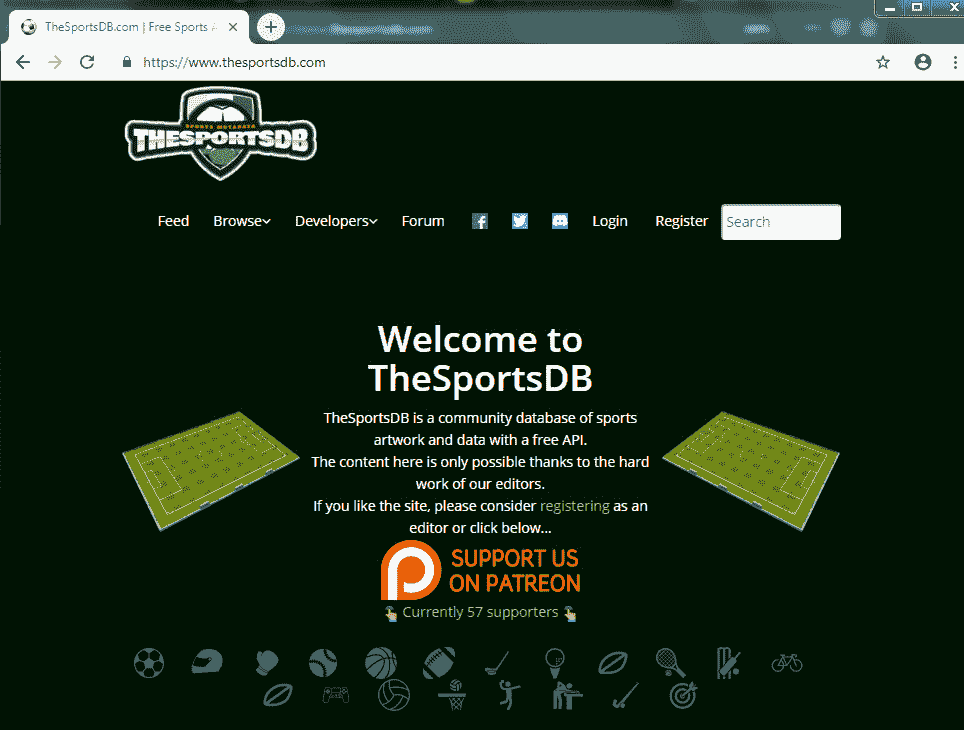 TheSportsDB.com | Free Sports A
https://www.thesportsdb.com
SPORTS METADATA
THESPORTSDB
Feed Browse Developers Forum Login Register Search
Welcome to
TheSportsDB
TheSportsDB is a community database of sports
artwork and data with a free API.
The content here is only possible thanks to the hard
work of our editors.
If you like the site, please consider registering as an
editor or click below...
SUPPORT US
ON PATREON
Currently 57 supporters